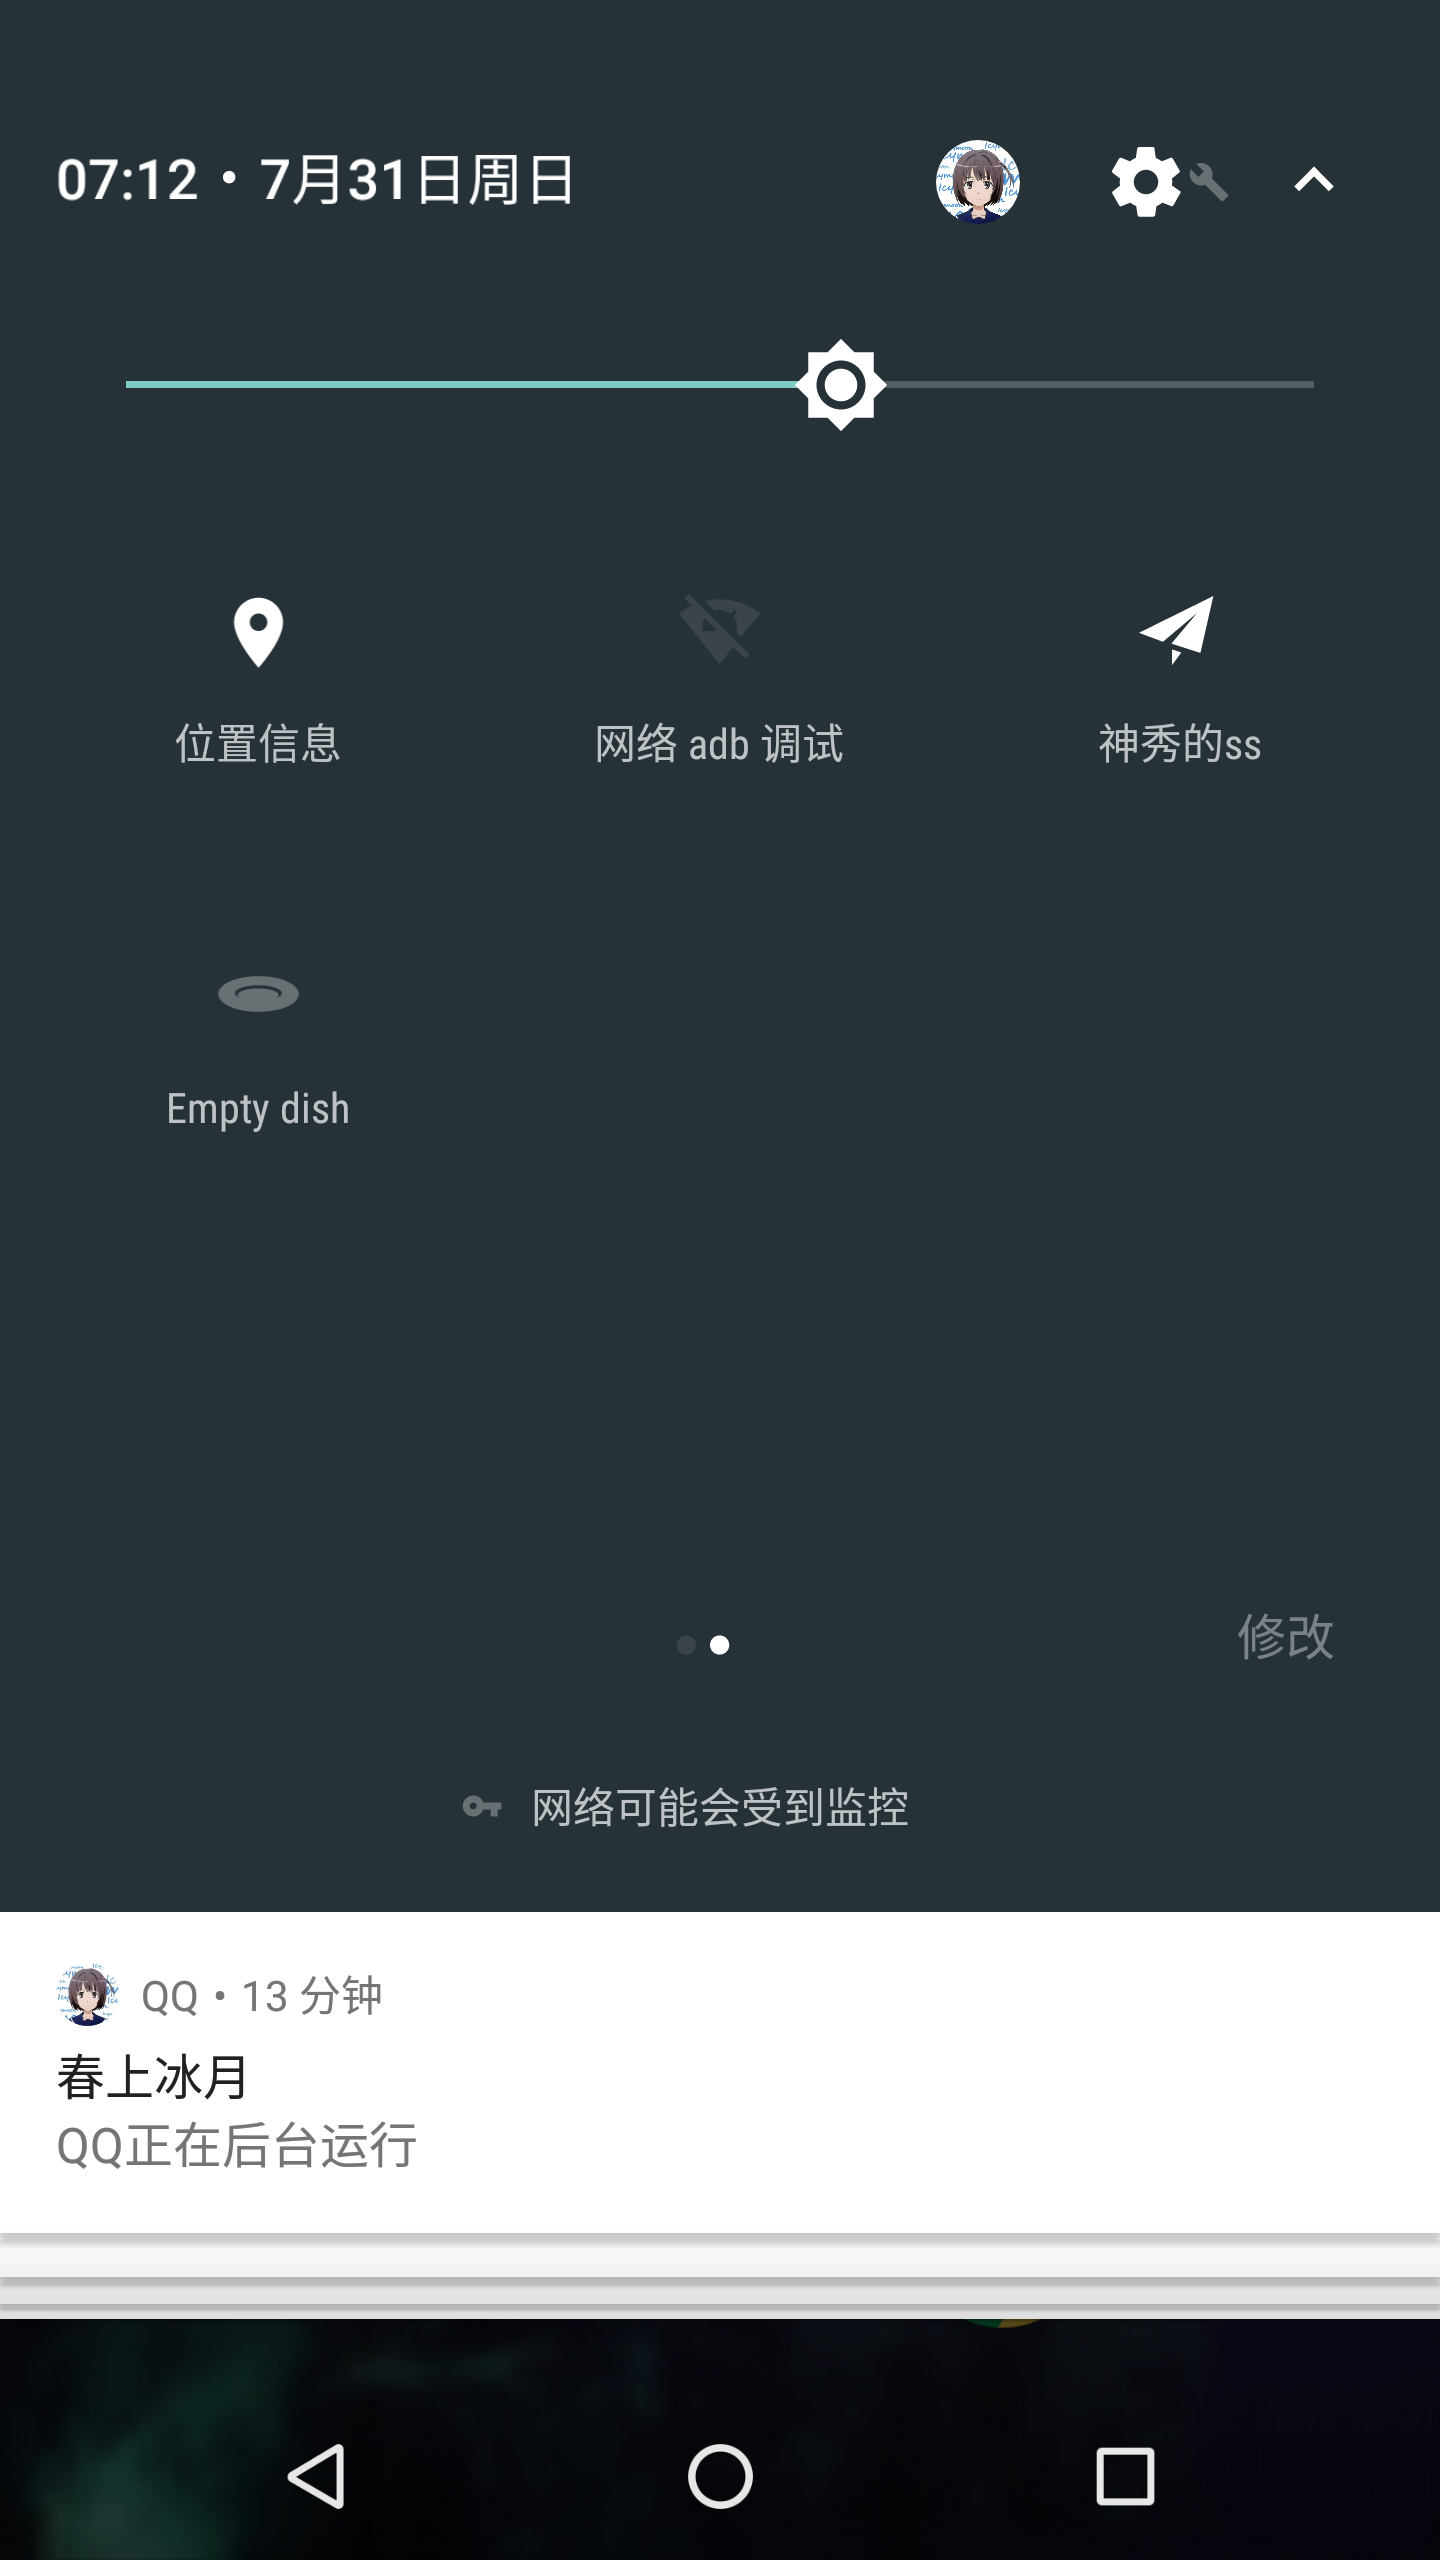 07:12 • 7月31日周日
位置信息
网络 adb 调试
神秀的ss
Empty dish
修改
网络可能会受到监控
QQ • 13 分钟
春上冰月
QQ正在后台运行